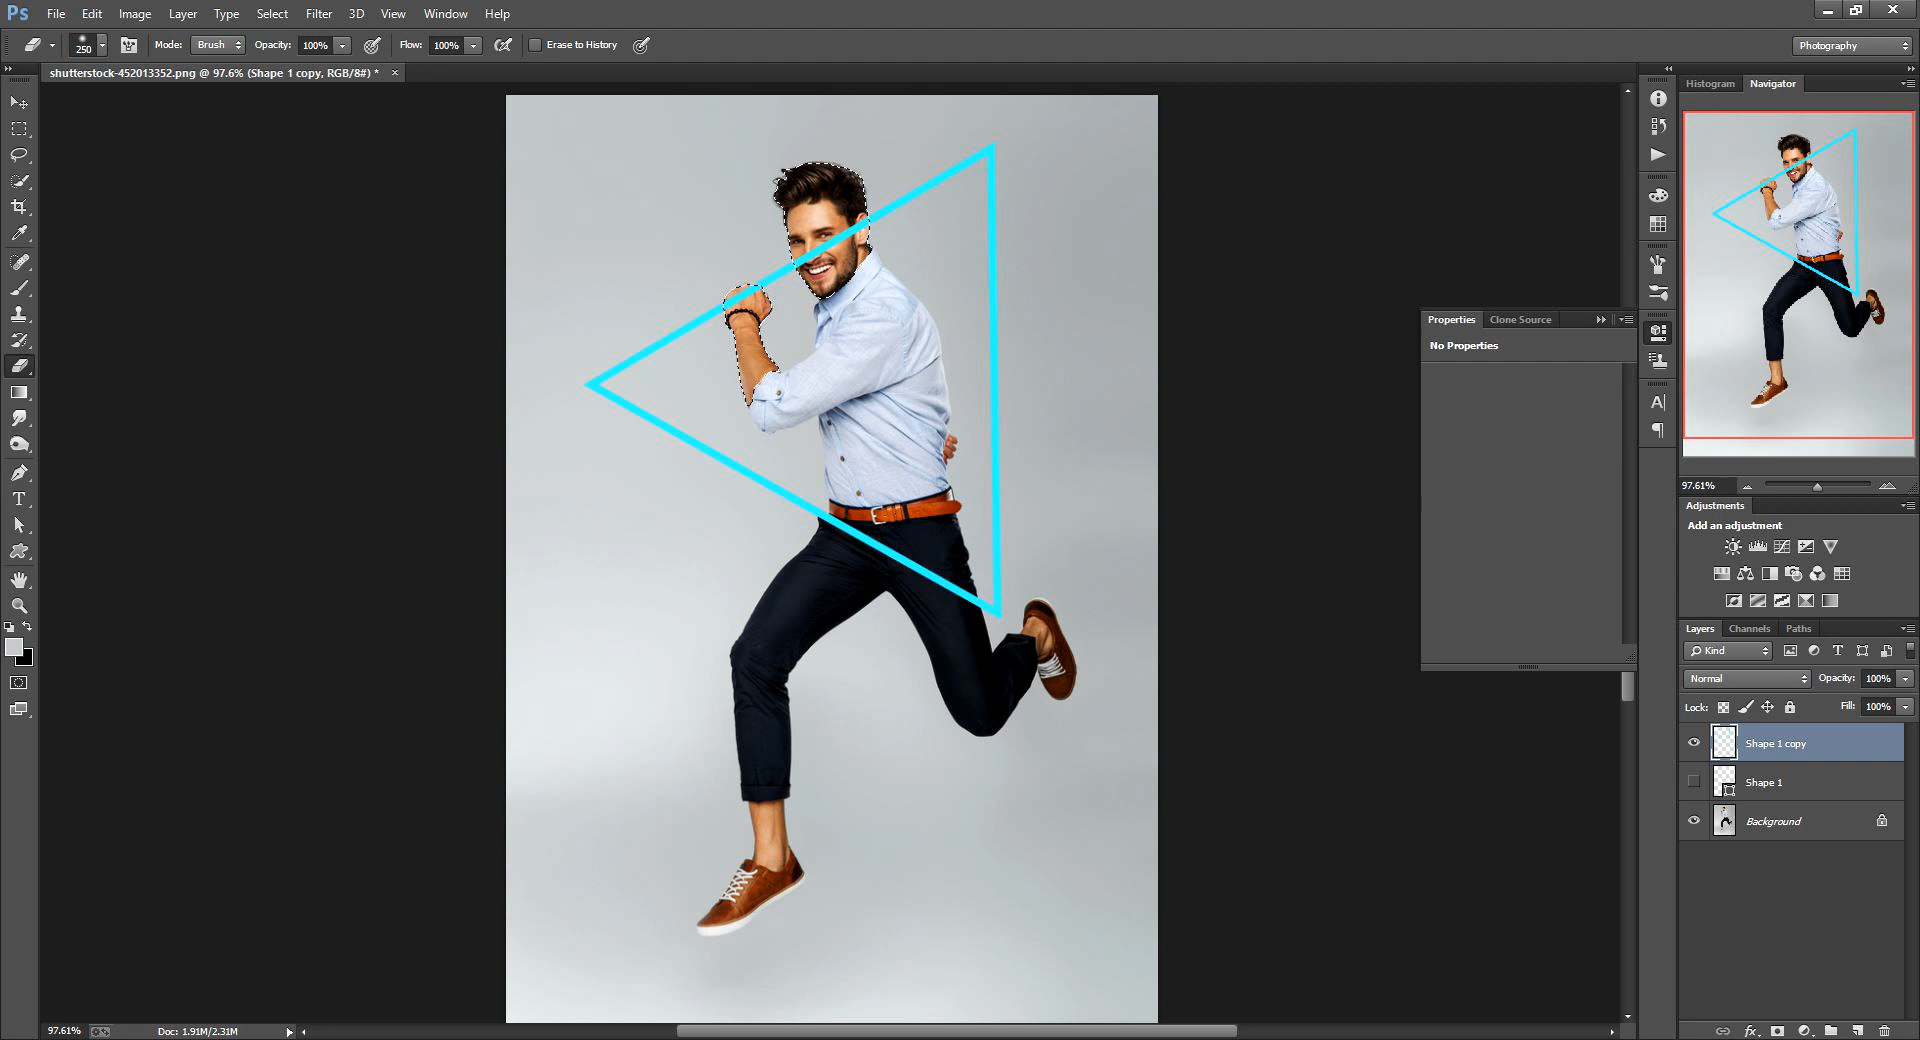 Ps File Edit Image Layer Type Select Filter 3D View Window Help
250 Mode: Brush Opacity: 100% Flow: 100% Erase to History Photography
shutterstock-452013352.png @ 97.6% (Shape 1 copy, RGB/8#) * ×
Histogram Navigator
Properties Clone Source
No Properties
97.61%
Adjustments
Add an adjustment
Layers Channels Paths
Kind
Normal Opacity: 100%
Lock: Fill: 100%
Shape 1 copy
Shape 1
Background
97.61% Doc: 1.91M/2.31M